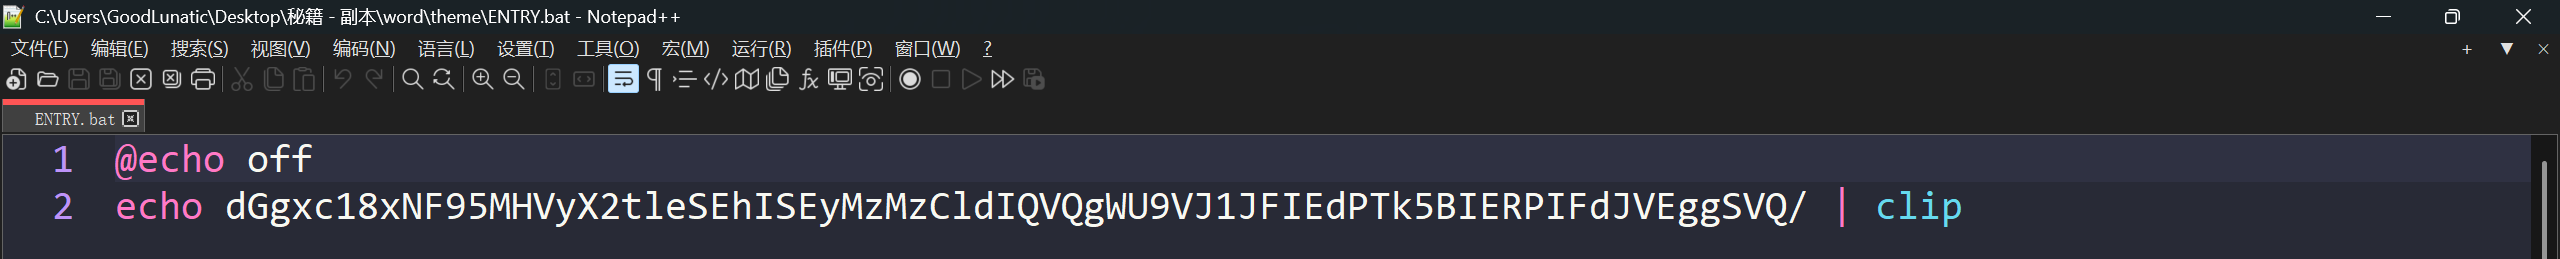 C:\Users\GoodLunatic\Desktop\秘籍 - 副本\word\theme\ENTRY.bat - Notepad++
文件(F) 编辑(E) 搜索(S) 视图(V) 编码(N) 语言(L) 设置(T) 工具(O) 宏(M) 运行(R) 插件(P) 窗口(W) ?
ENTRY.bat
1 @echo off
2 echo dGgxc18xNF95MHVyX2tleSEhISEyMzMzCldIQVQgWU9VJ1JFIEdPTk5BIERPIFdJVEggSVQ/ | clip